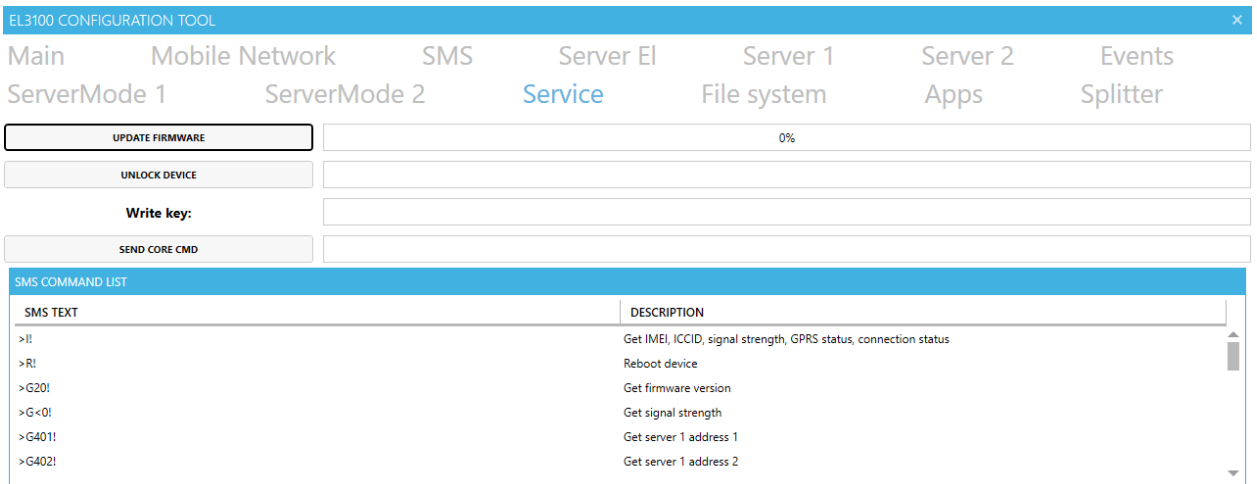 EL3100 CONFIGURATION TOOL ×
Main Mobile Network SMS Server El Server 1 Server 2 Events
ServerMode 1 ServerMode 2 Service File system Apps Splitter
UPDATE FIRMWARE 0%
UNLOCK DEVICE
Write key:
SEND CORE CMD
SMS COMMAND LIST
SMS TEXT DESCRIPTION
>I! Get IMEI, ICCID, signal strength, GPRS status, connection status
>R! Reboot device
>G20! Get firmware version
>G<0! Get signal strength
>G401! Get server 1 address 1
>G402! Get server 1 address 2